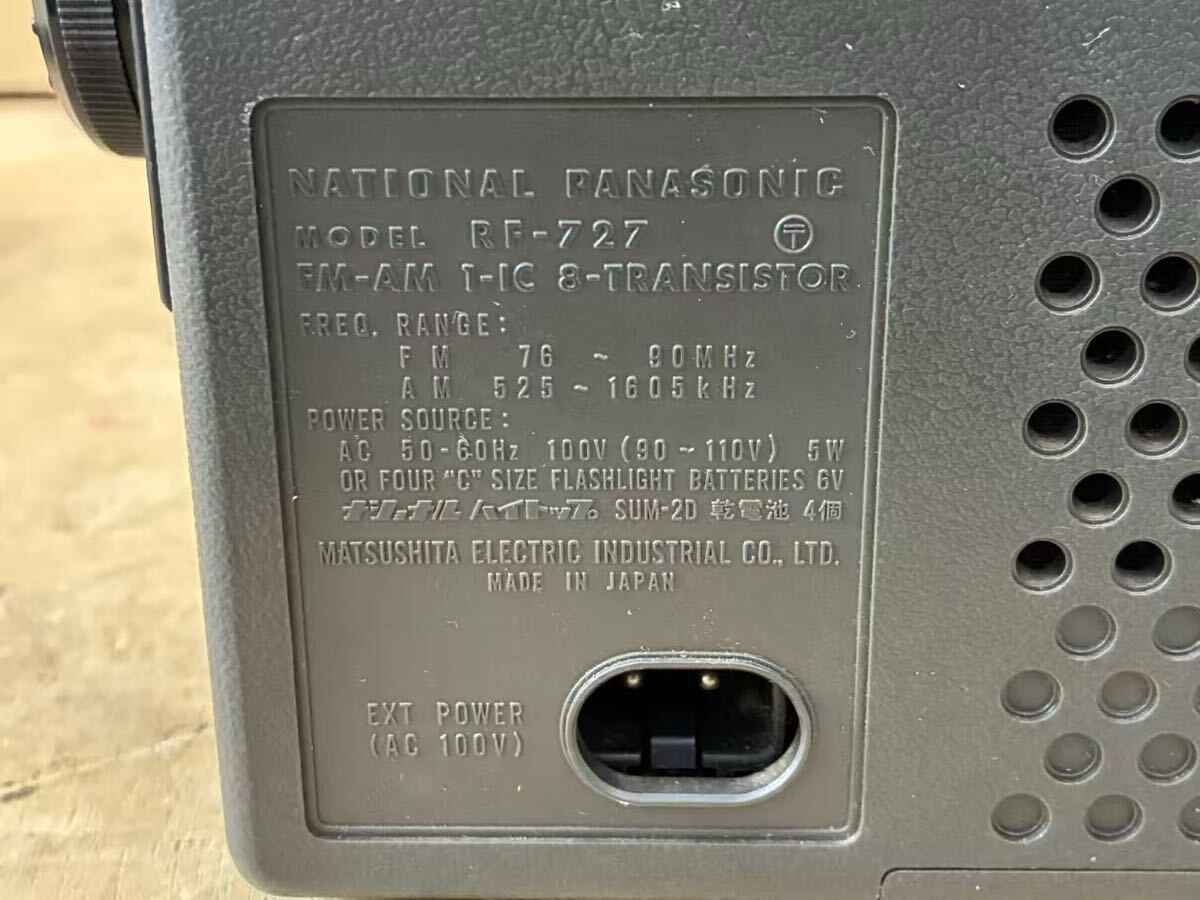 NATIONAL PANASONIC
MODEL RF-727 〒
FM-AM 1-IC 8-TRANSISTOR
FREQ. RANGE:
FM 76 ~ 90MHz
AM 525 ~ 1605kHz
POWER SOURCE:
AC 50-60Hz 100V (90 ~ 110V) 5W
OR FOUR "C" SIZE FLASHLIGHT BATTERIES 6V
ナショナル ハイトップ SUM-2D 乾電池 4個
MATSUSHITA ELECTRIC INDUSTRIAL CO., LTD.
MADE IN JAPAN
EXT POWER
(AC 100V)